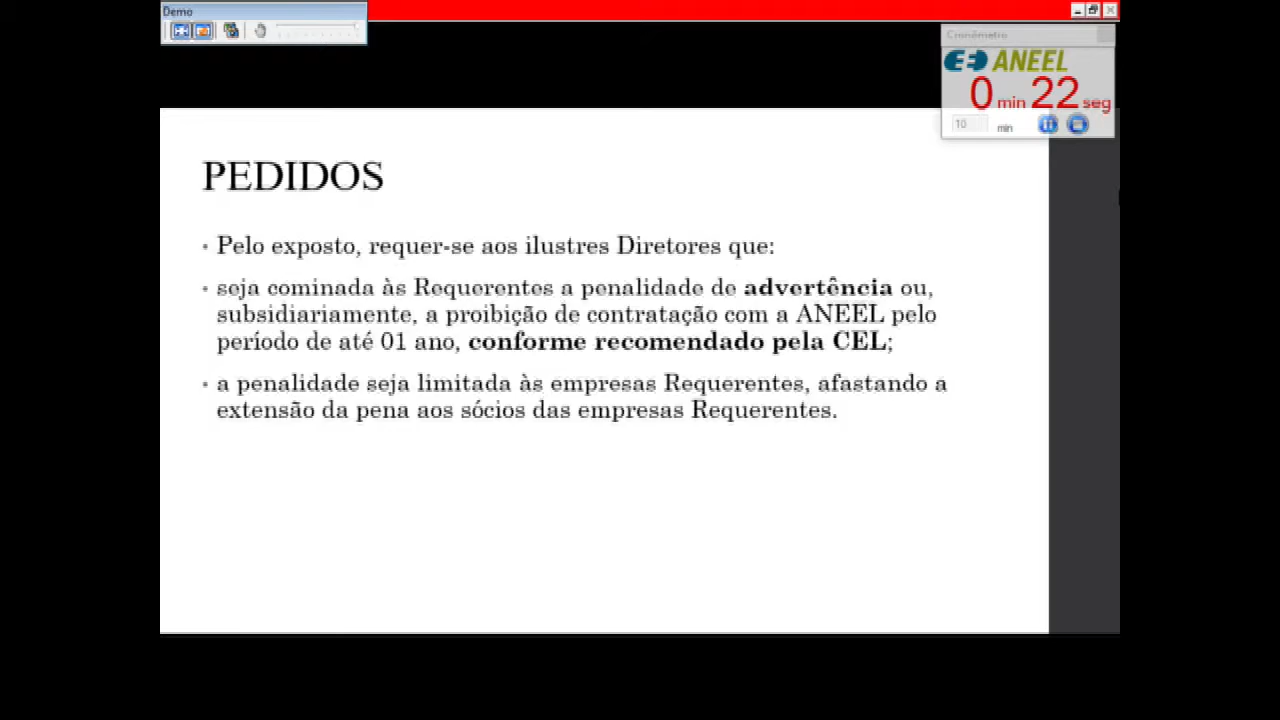 Demo
Cronômetro
ANEEL
0 min 22 seg
10 min
PEDIDOS
• Pelo exposto, requer-se aos ilustres Diretores que:
• seja cominada às Requerentes a penalidade de advertência ou,
subsidiariamente, a proibição de contratação com a ANEEL pelo
período de até 01 ano, conforme recomendado pela CEL;
• a penalidade seja limitada às empresas Requerentes, afastando a
extensão da pena aos sócios das empresas Requerentes.